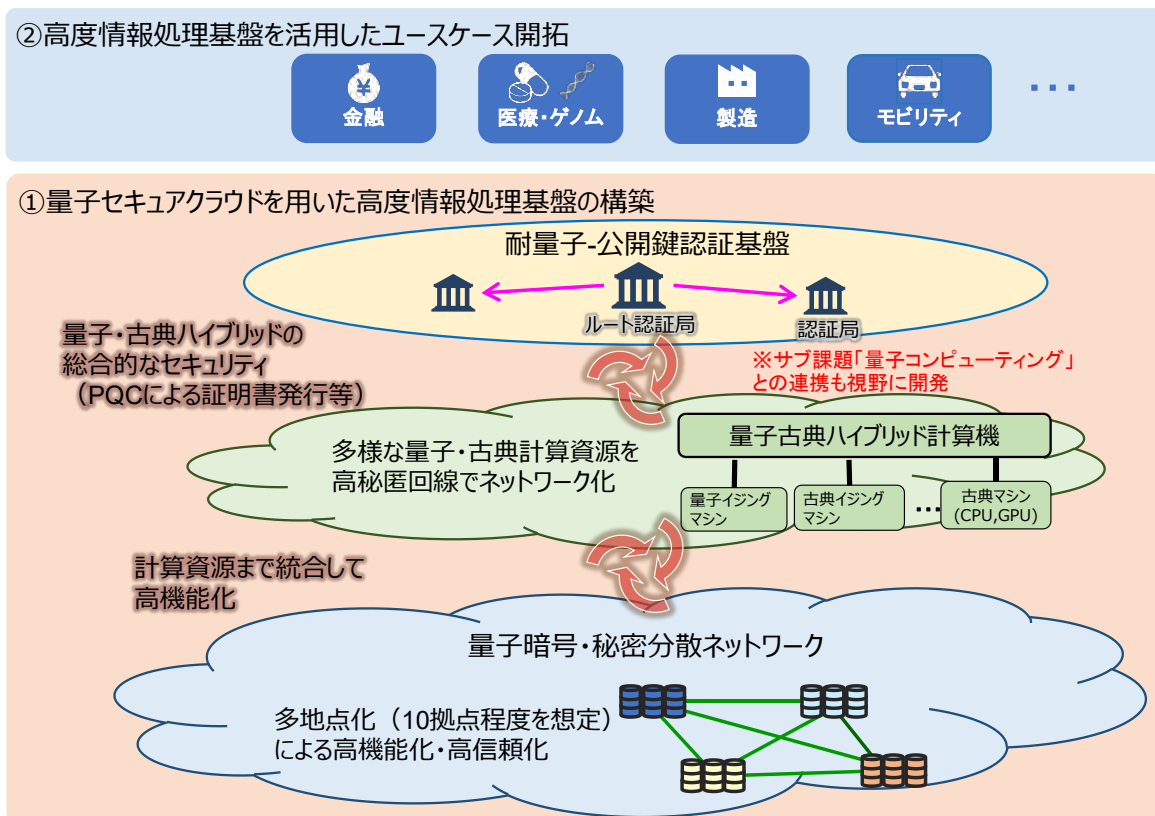 ②高度情報処理基盤を活用したユースケース開拓
¥
金融
医療・ゲノム
製造
モビリティ
・・・
①量子セキュアクラウドを用いた高度情報処理基盤の構築
耐量子-公開鍵認証基盤
ルート認証局
認証局
量子・古典ハイブリッドの
総合的なセキュリティ
（PQCによる証明書発行等）
※サブ課題「量子コンピューティング」
との連携も視野に開発
多様な量子・古典計算資源を
高秘匿回線でネットワーク化
量子古典ハイブリッド計算機
量子イジング
マシン
古典イジング
マシン
…
古典マシン
(CPU,GPU)
計算資源まで統合して
高機能化
量子暗号・秘密分散ネットワーク
多地点化（10拠点程度を想定）
による高機能化・高信頼化